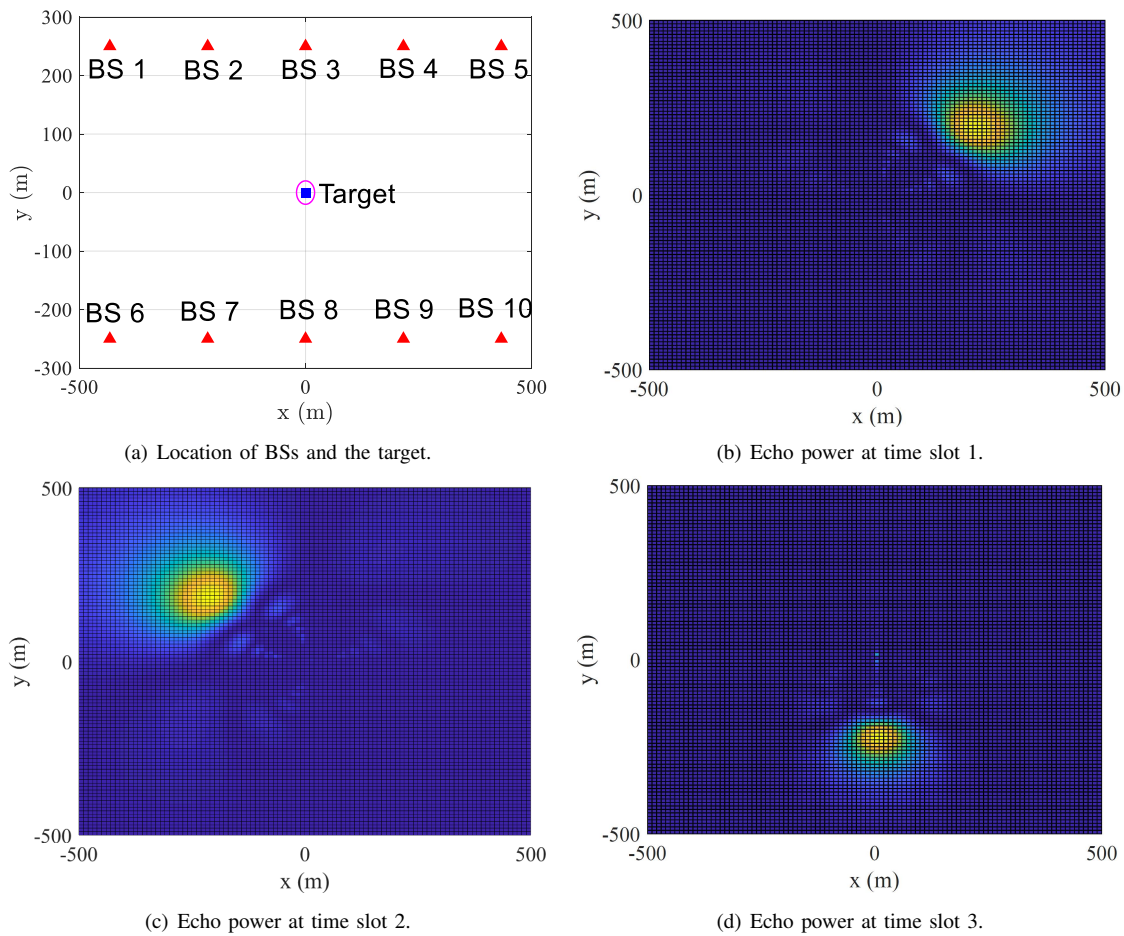 300
200
100
0
-100
-200
-300
-500
0
500
x (m)
y (m)
BS 1
BS 2
BS 3
BS 4
BS 5
Target
BS 6
BS 7
BS 8
BS 9
BS 10
(a) Location of BSs and the target.
500
0
-500
-500
0
500
x (m)
y (m)
(b) Echo power at time slot 1.
500
0
-500
-500
0
500
x (m)
y (m)
(c) Echo power at time slot 2.
500
0
-500
-500
0
500
x (m)
y (m)
(d) Echo power at time slot 3.